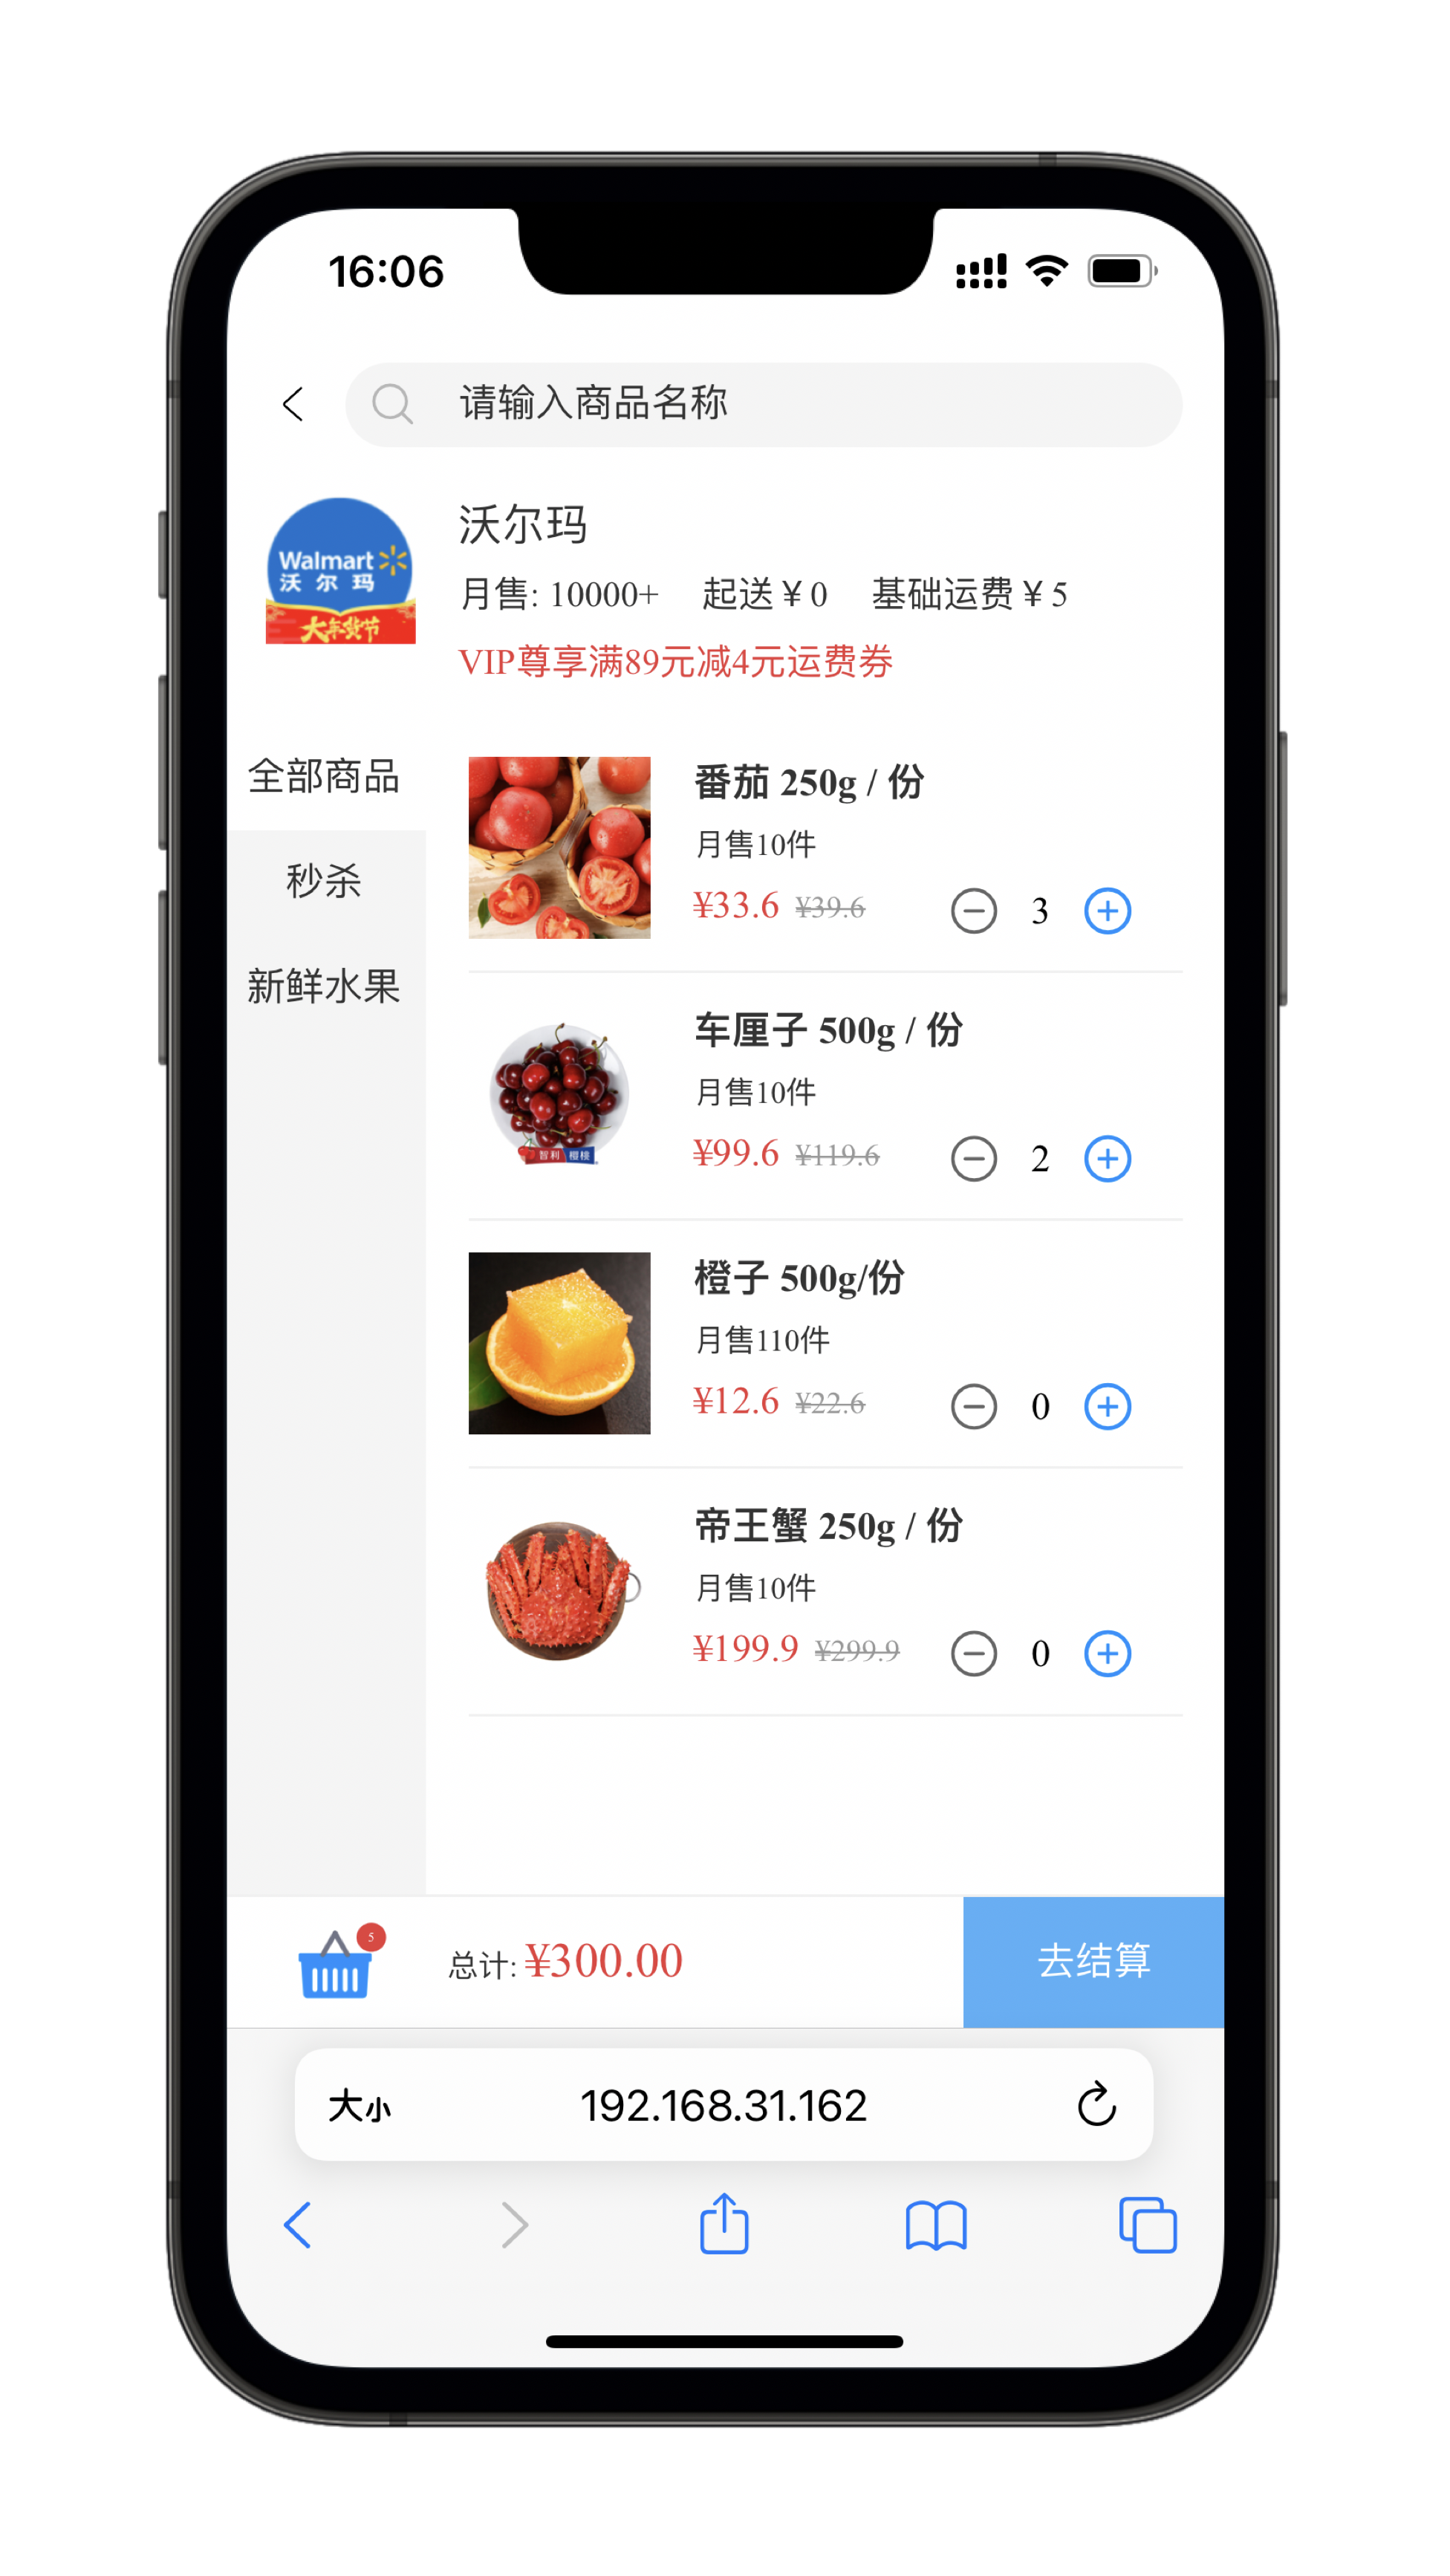 16:06
请输入商品名称
Walmart
沃尔玛
大年货节
沃尔玛
月售: 10000+ 起送￥0 基础运费￥5
VIP尊享满89元减4元运费券
全部商品
秒杀
新鲜水果
番茄 250g / 份
月售10件
¥33.6 ¥39.6
3
车厘子 500g / 份
月售10件
¥99.6 ¥119.6
2
智利 樱桃
橙子 500g/份
月售110件
¥12.6 ¥22.6
0
帝王蟹 250g / 份
月售10件
¥199.9 ¥299.9
0
5
总计: ¥300.00
去结算
大小 192.168.31.162